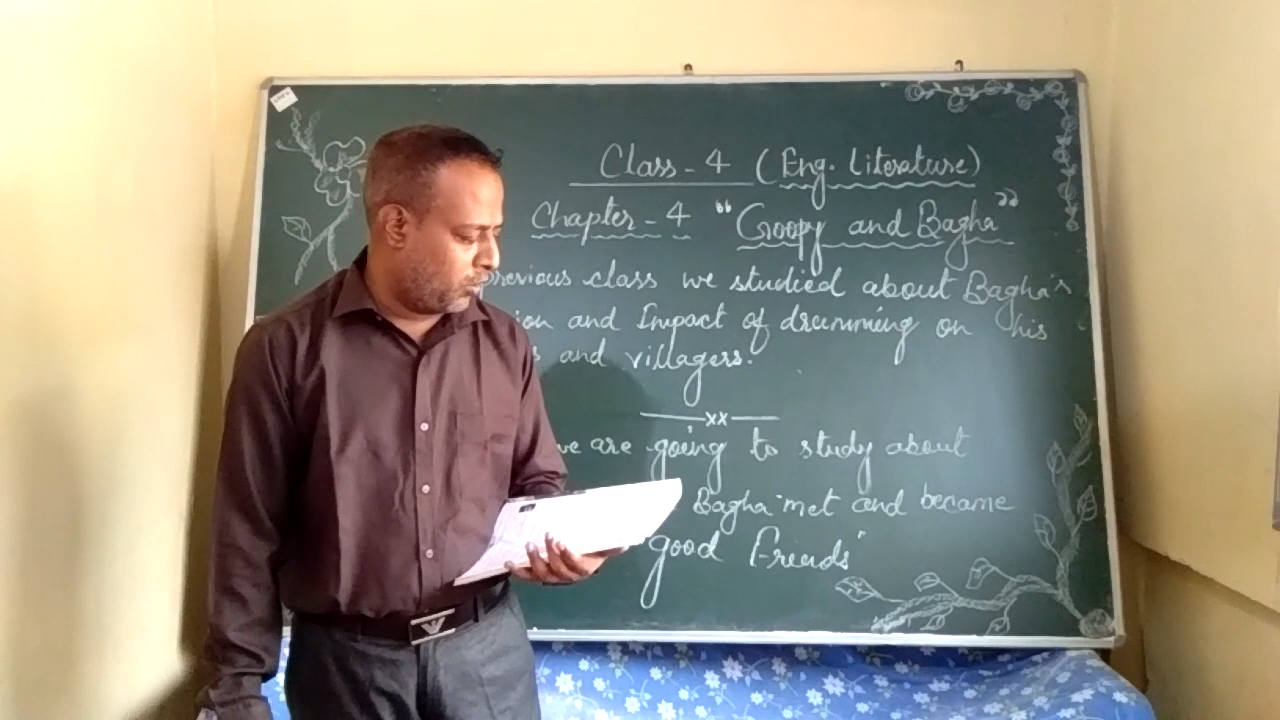 Class - 4 (Eng. Literature)
Chapter - 4 "Goopy and Bagha"
previous class we studied about Bagha's
ion and Impact of drumming on his
s and villagers.
xx
we are going to study about
Bagha met and became
good Friends'